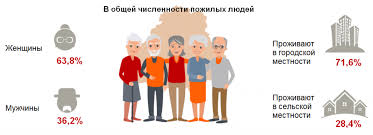 В общей численности пожилых людей
Женщины
63,8%
Мужчины
36,2%
Проживают
в городской
местности
71,6%
Проживают
в сельской
местности
28,4%